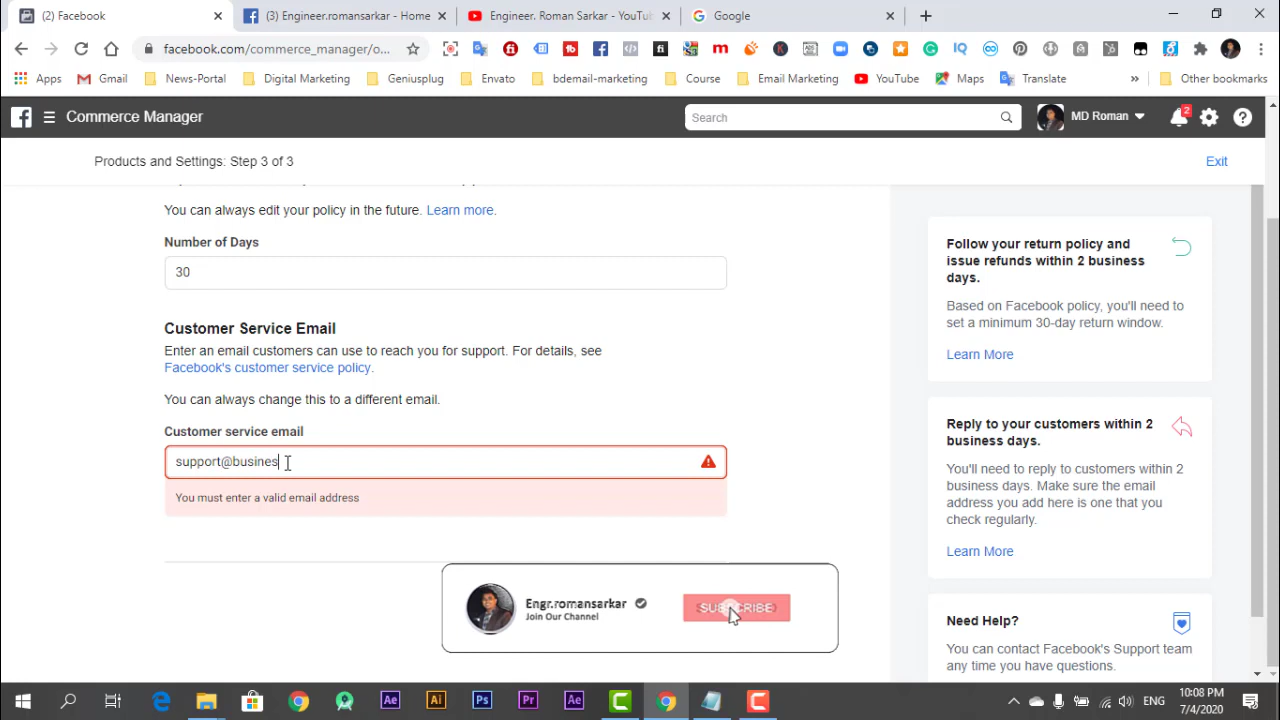 (2) Facebook
(3) Engineer.romansarkar - Home
Engineer. Roman Sarkar - YouTu
Google
facebook.com/commerce_manager/o...
Apps
Gmail
News-Portal
Digital Marketing
Geniusplug
Envato
bdemail-marketing
Course
Email Marketing
YouTube
Maps
Translate
»
Other bookmarks
Commerce Manager
Search
MD Roman
2
Products and Settings: Step 3 of 3
Exit
You can always edit your policy in the future. Learn more.
Number of Days
30
Customer Service Email
Enter an email customers can use to reach you for support. For details, see
Facebook's customer service policy.
You can always change this to a different email.
Customer service email
support@busines
You must enter a valid email address
Follow your return policy and
issue refunds within 2 business
days.
Based on Facebook policy, you'll need to
set a minimum 30-day return window.
Learn More
Reply to your customers within 2
business days.
You'll need to reply to customers within 2
business days. Make sure the email
address you add here is one that you
check regularly.
Learn More
Need Help?
You can contact Facebook's Support team
any time you have questions.
Engr.romansarkar
Join Our Channel
SUBSCRIBE
Ae
Ai
Ps
Pr
Ae
ENG
10:08 PM
7/4/2020